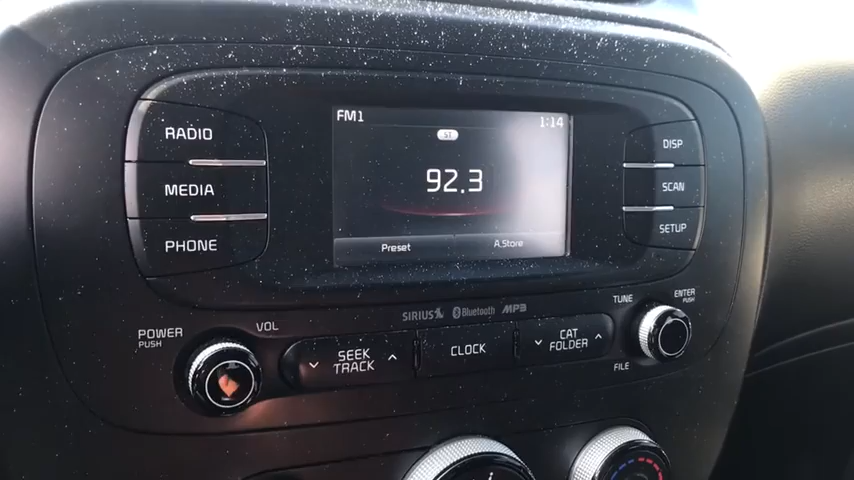 FM1
1:14
ST
92.3
Preset
A.Store
RADIO
MEDIA
PHONE
DISP
SCAN
SETUP
SIRIUS Bluetooth MP3
POWER
PUSH
VOL
SEEK
TRACK
CLOCK
CAT
FOLDER
TUNE
FILE
ENTER
PUSH